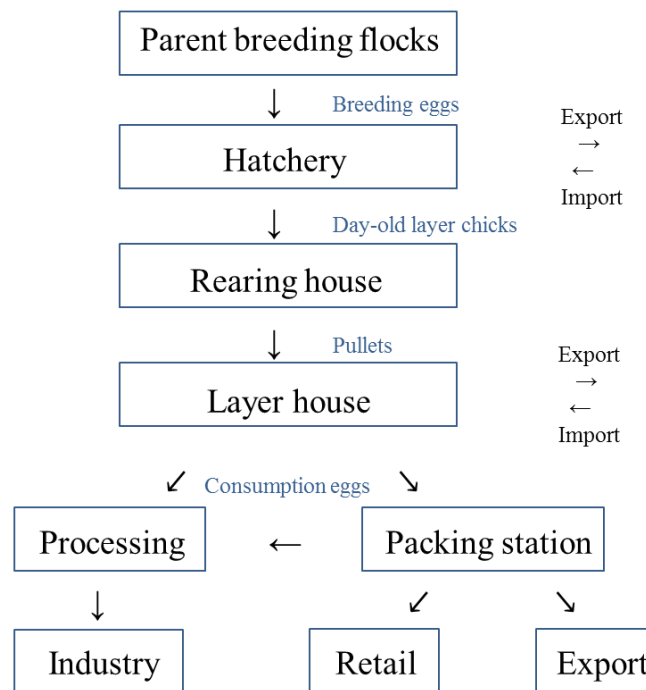 Parent breeding flocks
↓ Breeding eggs
Hatchery
Export
→
←
Import
↓ Day-old layer chicks
Rearing house
↓ Pullets
Layer house
Export
→
←
Import
↙ Consumption eggs ↘
Processing ← Packing station
↓ ↙ ↘
Industry Retail Export